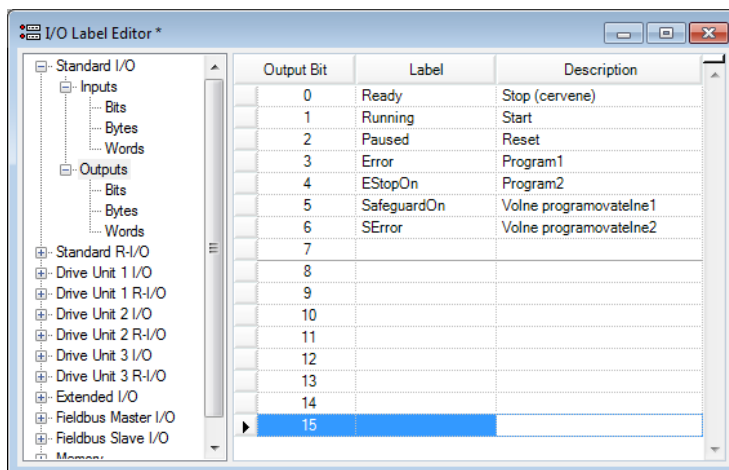 I/O Label Editor *
Standard I/O
Inputs
Bits
Bytes
Words
Outputs
Bits
Bytes
Words
Standard R-I/O
Drive Unit 1 I/O
Drive Unit 1 R-I/O
Drive Unit 2 I/O
Drive Unit 2 R-I/O
Drive Unit 3 I/O
Drive Unit 3 R-I/O
Extended I/O
Fieldbus Master I/O
Fieldbus Slave I/O
Memory
Output Bit Label Description
0 Ready Stop (cervene)
1 Running Start
2 Paused Reset
3 Error Program1
4 EStopOn Program2
5 SafeguardOn Volne programovatelne1
6 SError Volne programovatelne2
7
8
9
10
11
12
13
14
15